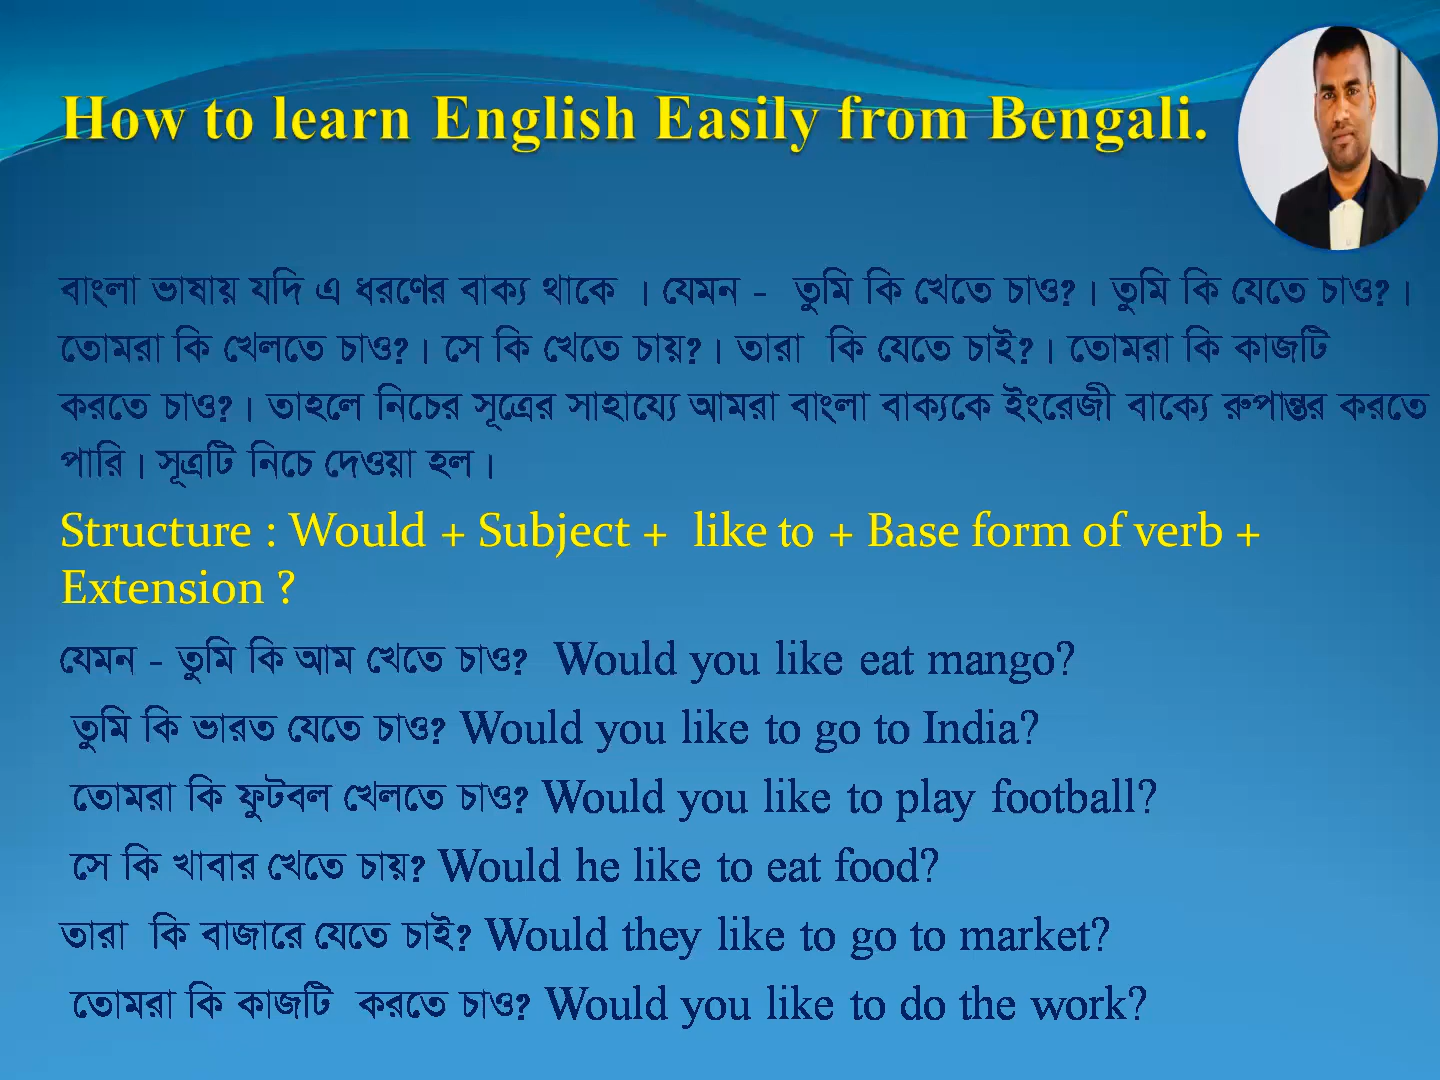 How to learn English Easily from Bengali.
বাংলা ভাষায় যদি এ ধরণের বাক্য থাকে । যেমন - তুমি কি খেতে চাও? । তুমি কি যেতে চাও? ।
তোমরা কি খেলতে চাও? । সে কি খেতে চায়? । তারা কি যেতে চাই? । তোমরা কি কাজটি
করতে চাও? । তাহলে নিচের সূত্রের সাহায্যে আমরা বাংলা বাক্যকে ইংরেজী বাক্যে রুপান্তর করতে
পারি । সূত্রটি নিচে দেওয়া হল ।
Structure : Would + Subject + like to + Base form of verb +
Extension ?
যেমন - তুমি কি আম খেতে চাও? Would you like eat mango?
তুমি কি ভারত যেতে চাও? Would you like to go to India?
তোমরা কি ফুটবল খেলতে চাও? Would you like to play football?
সে কি খাবার খেতে চায়? Would he like to eat food?
তারা কি বাজারে যেতে চাই? Would they like to go to market?
তোমরা কি কাজটি করতে চাও? Would you like to do the work?